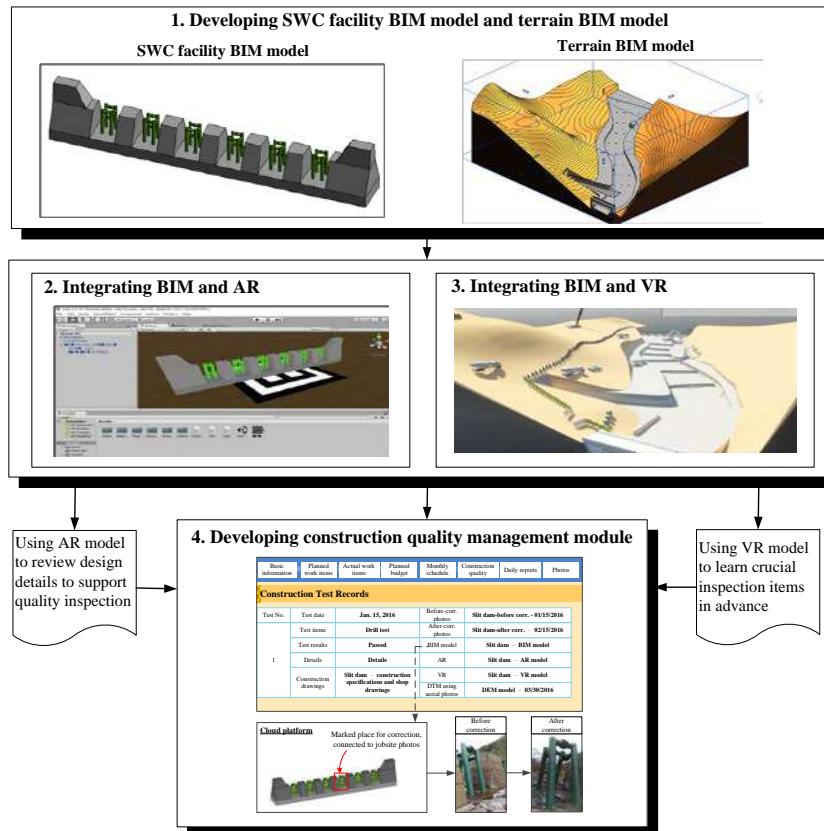 1. Developing SWC facility BIM model and terrain BIM model
SWC facility BIM model
Terrain BIM model
2. Integrating BIM and AR
3. Integrating BIM and VR
Using AR model
to review design
details to support
quality inspection
4. Developing construction quality management module
Using VR model
to learn crucial
inspection items
in advance
Basic
information
Planned
work items
Actual work
items
Planned
budget
Monthly
schedule
Construction
quality
Daily reports
Photos
Construction Test Records
Test No.
Test date
Jan. 15, 2016
Before-corr.
photos
Slit dam-before corr. - 01/15/2016
1
Test items
Drill test
After-corr.
photos
Slit dam-after corr. – 02/15/2016
Test results
Passed
BIM model
Slit dam – BIM model
Details
Details
AR
Slit dam – AR model
Construction
drawings
Slit dam – construction
specifications and shop
drawings
VR
Slit dam – VR model
DTM using
aerial photos
DEM model – 03/30/2016
Cloud platform
Marked place for correction,
connected to jobsite photos
Before
correction
After
correction